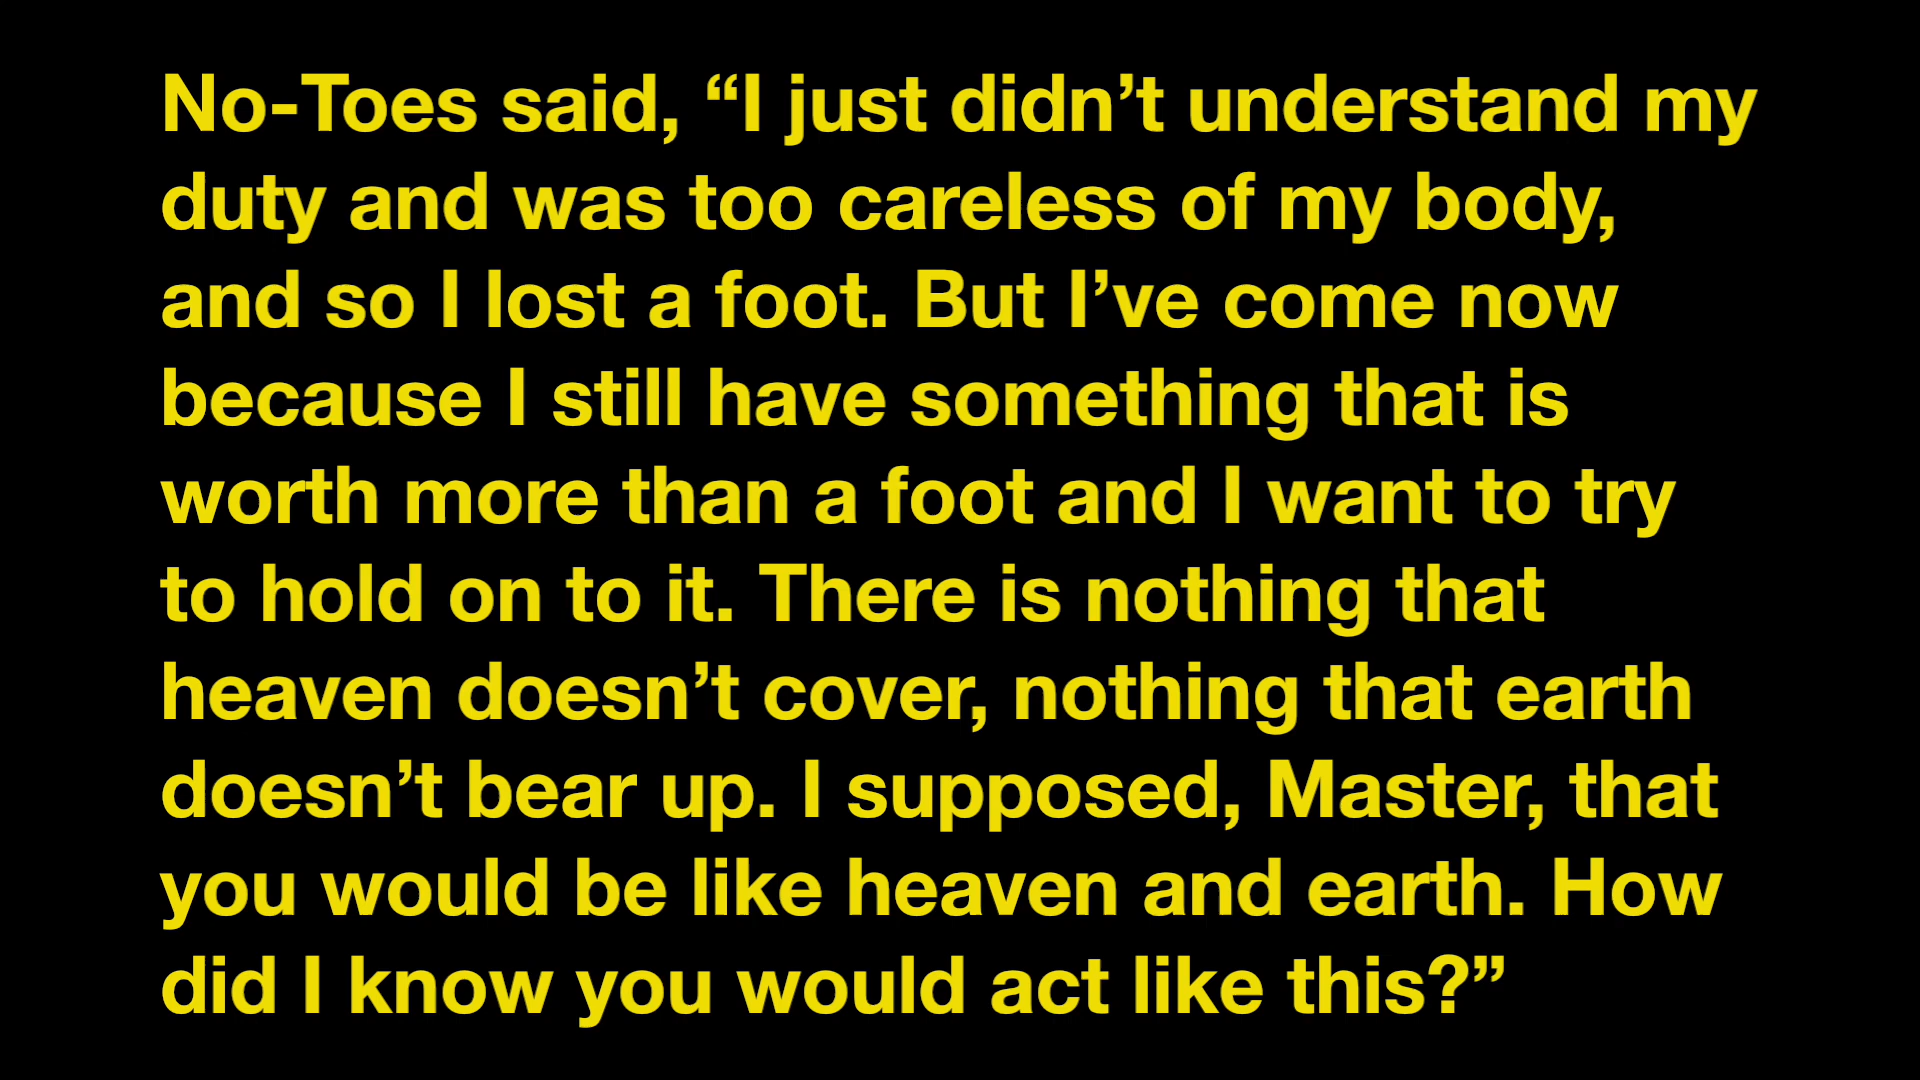 No-Toes said, “I just didn’t understand my
duty and was too careless of my body,
and so I lost a foot. But I’ve come now
because I still have something that is
worth more than a foot and I want to try
to hold on to it. There is nothing that
heaven doesn’t cover, nothing that earth
doesn’t bear up. I supposed, Master, that
you would be like heaven and earth. How
did I know you would act like this?”